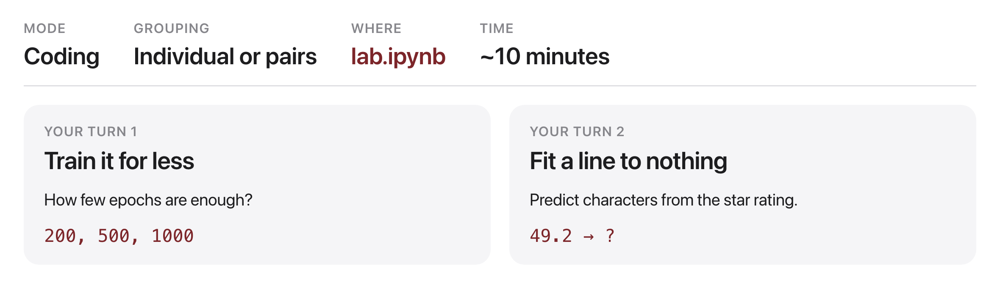 MODE GROUPING WHERE TIME
Coding Individual or pairs lab.ipynb ~10 minutes
YOUR TURN 1
Train it for less
How few epochs are enough?
200, 500, 1000
YOUR TURN 2
Fit a line to nothing
Predict characters from the star rating.
49.2 → ?